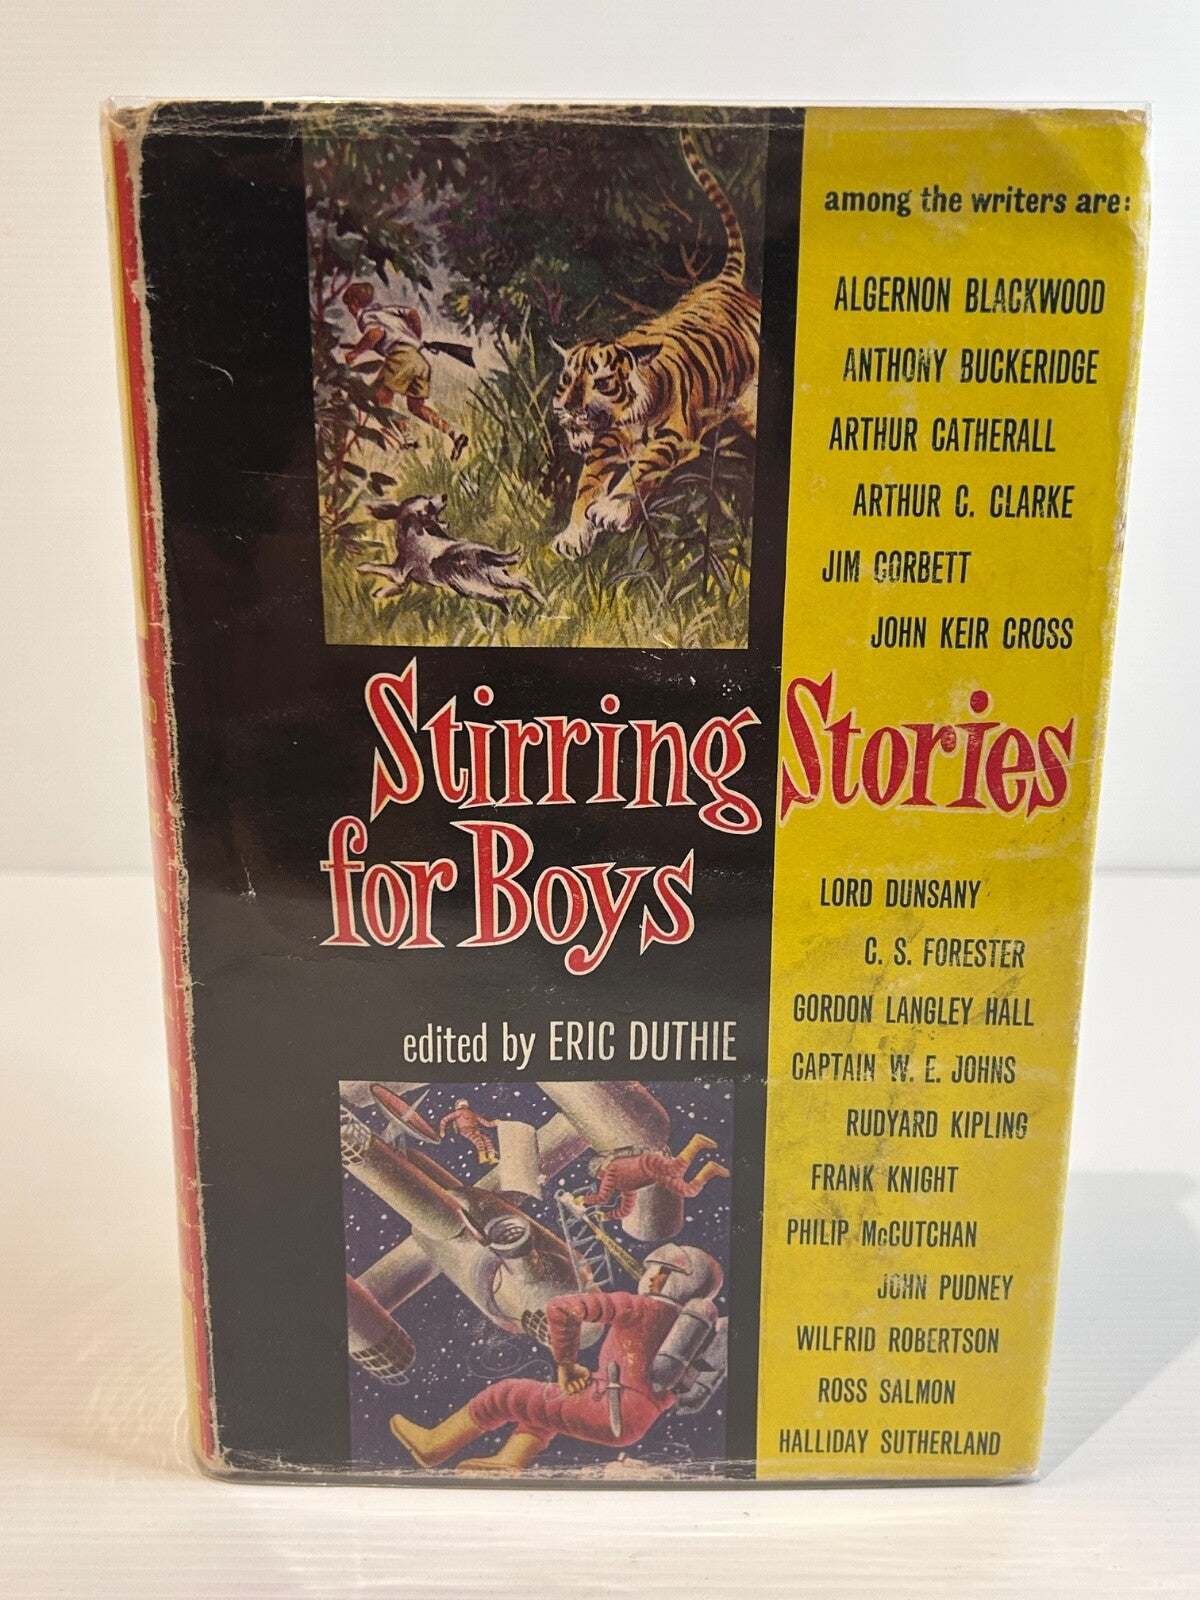 among the writers are:
ALGERNON BLACKWOOD
ANTHONY BUCKERIDGE
ARTHUR CATHERALL
ARTHUR C. CLARKE
JIM CORBETT
JOHN KEIR CROSS
Stirring Stories
for Boys
edited by ERIC DUTHIE
LORD DUNSANY
C. S. FORESTER
GORDON LANGLEY HALL
CAPTAIN W. E. JOHNS
RUDYARD KIPLING
FRANK KNIGHT
PHILIP McCUTCHAN
JOHN PUDNEY
WILFRID ROBERTSON
ROSS SALMON
HALLIDAY SUTHERLAND